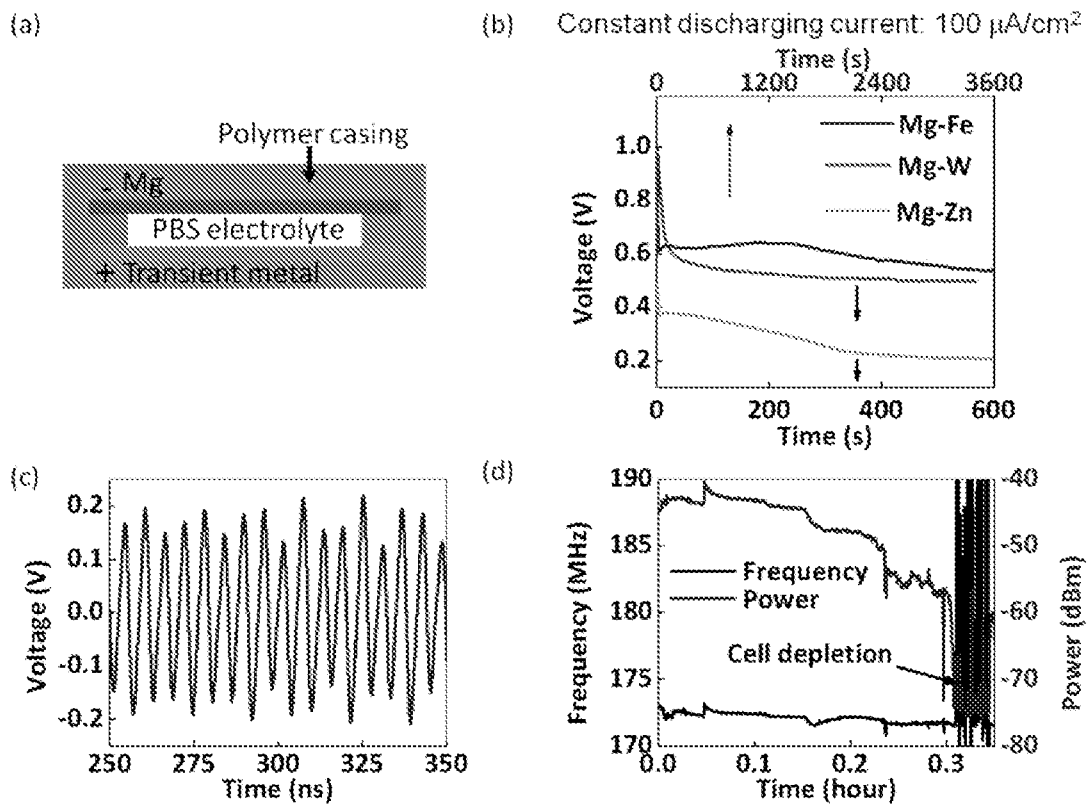 (a)
Polymer casing
- Mg
PBS electrolyte
+ Transient metal
(b) Constant discharging current: 100 μA/cm²
Time (s)
0 1200 2400 3600
Mg-Fe
Mg-W
Mg-Zn
Voltage (V)
1.0
0.8
0.6
0.4
0.2
0 200 400 600
Time (s)
(c)
Voltage (V)
0.2
0.1
0.0
-0.1
-0.2
250 275 300 325 350
Time (ns)
(d)
Frequency (MHz)
190
185
180
175
170
Frequency
Power
Cell depletion
-40
-50
-60
-70
-80
Power (dBm)
0.0 0.1 0.2 0.3
Time (hour)